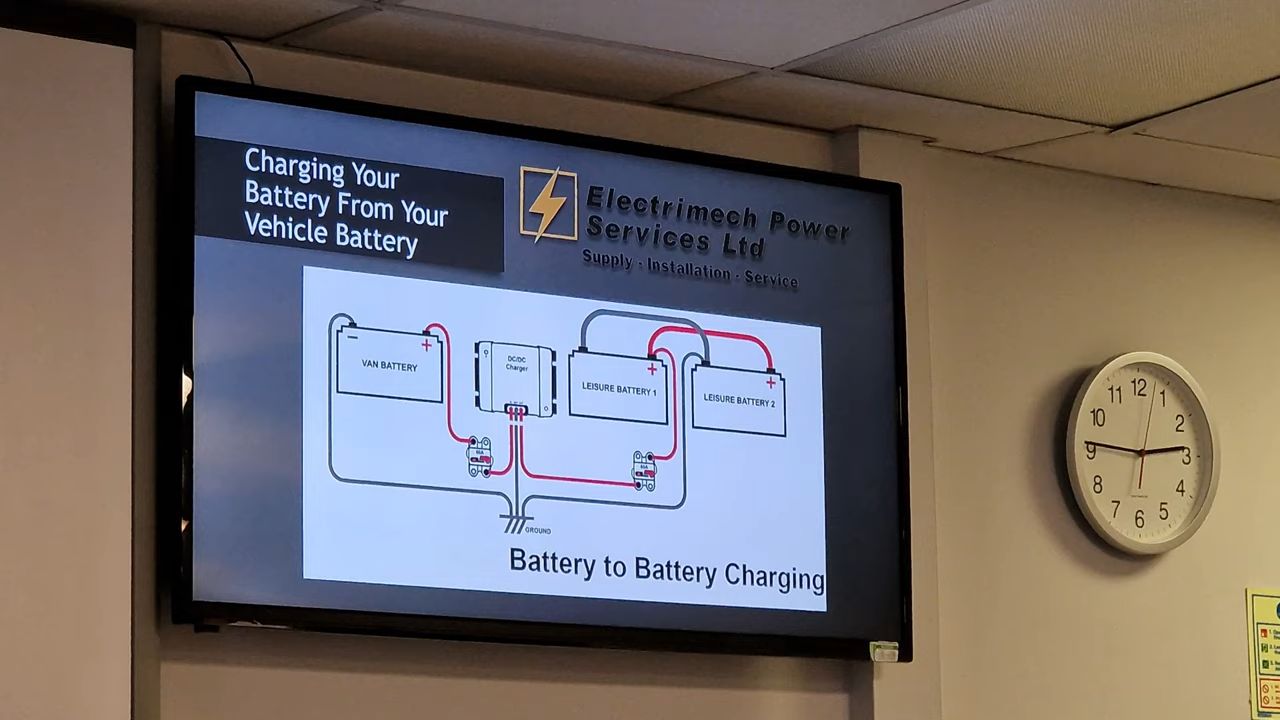 Charging Your
Battery From Your
Vehicle Battery
Electrimech Power
Services Ltd
Supply - Installation - Service
VAN BATTERY
DC/DC
Charger
LEISURE BATTERY 1
LEISURE BATTERY 2
GROUND
Battery to Battery Charging
12
1
2
3
4
5
6
7
8
9
10
11